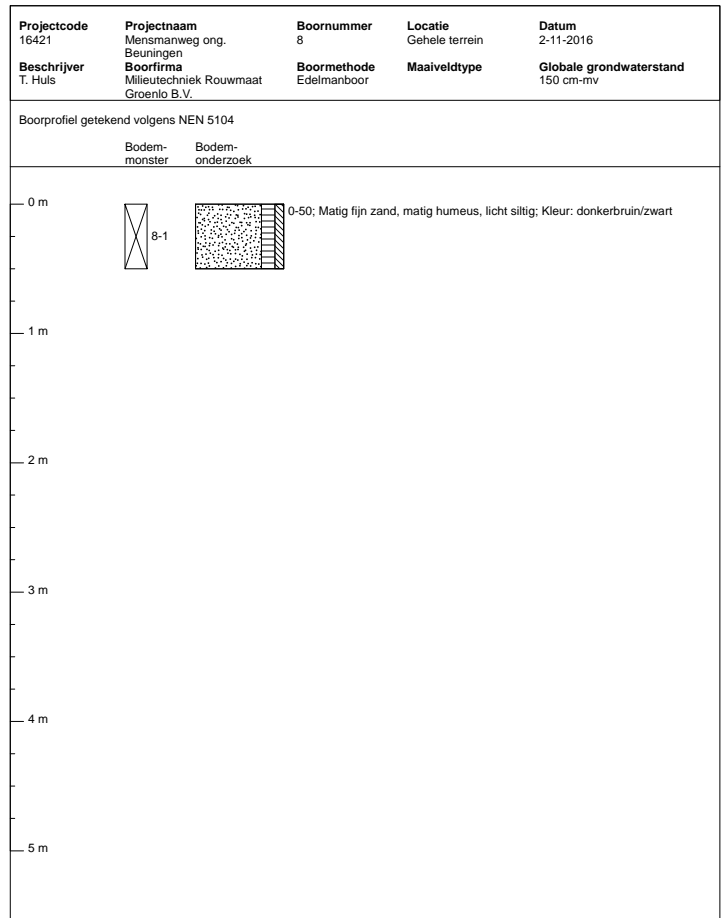 Projectcode Projectnaam Boornummer Locatie Datum
16421 Mensmanweg ong. 8 Gehele terrein 2-11-2016
Beuningen
Beschrijver Boorfirma Boormethode Maaiveldtype Globale grondwaterstand
T. Huls Milieutechniek Rouwmaat Edelmanboor 150 cm-mv
Groenlo B.V.
Boorprofiel getekend volgens NEN 5104
Bodem- Bodem-
monster onderzoek
0 m
0-50; Matig fijn zand, matig humeus, licht siltig; Kleur: donkerbruin/zwart
8-1
1 m
2 m
3 m
4 m
5 m